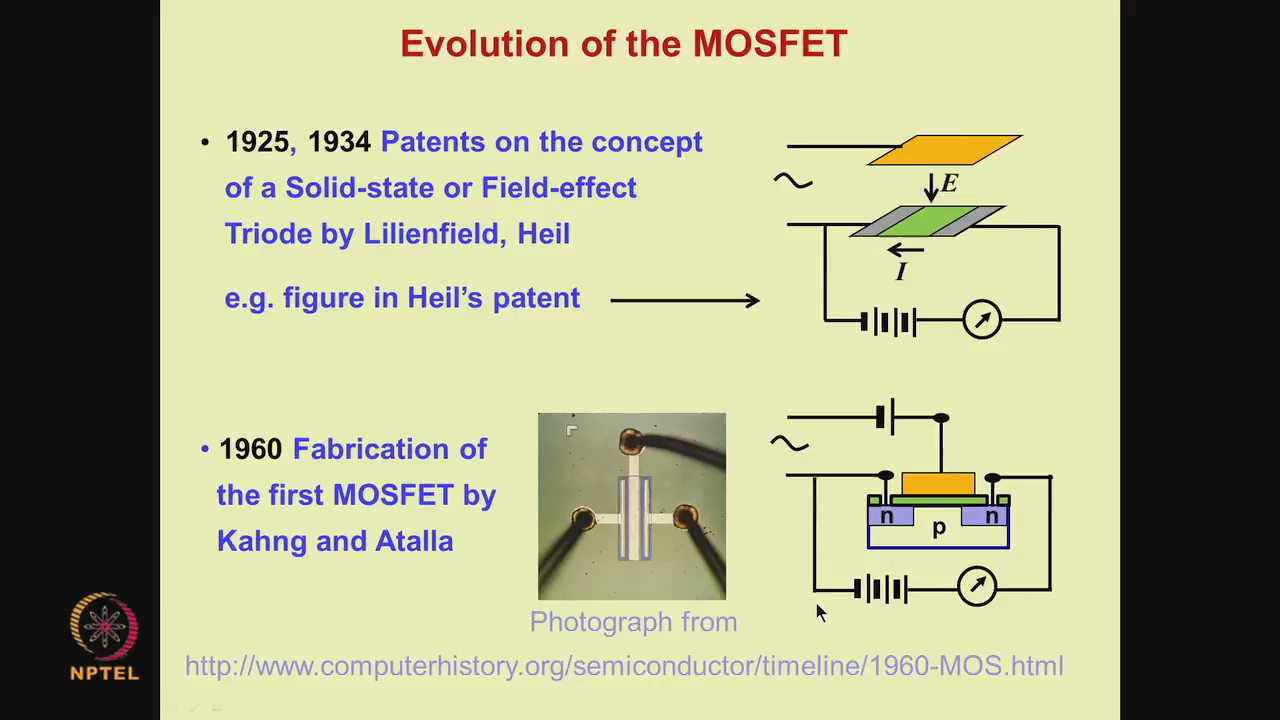 Evolution of the MOSFET
• 1925, 1934 Patents on the concept
of a Solid-state or Field-effect
Triode by Lilienfield, Heil
e.g. figure in Heil’s patent
E
I
• 1960 Fabrication of
the first MOSFET by
Kahng and Atalla
n
n
p
Photograph from
http://www.computerhistory.org/semiconductor/timeline/1960-MOS.html
NPTEL